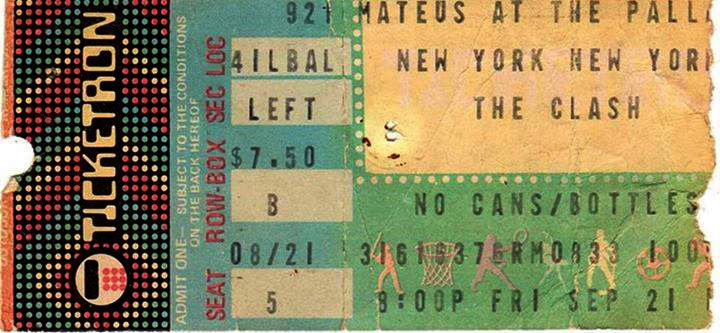 TICKETRON
ADMIT ONE— SUBJECT TO THE CONDITIONS
ON THE BACK HEREOF
SEAT ROW-BOX SEC LOC
921
41LBAL
LEFT
$7.50
B
08/21
5
MATEUS AT THE
NEW YORK NEW
THE CLASH
NO CANS/BOTTLES
8:00P FRI SEP 21